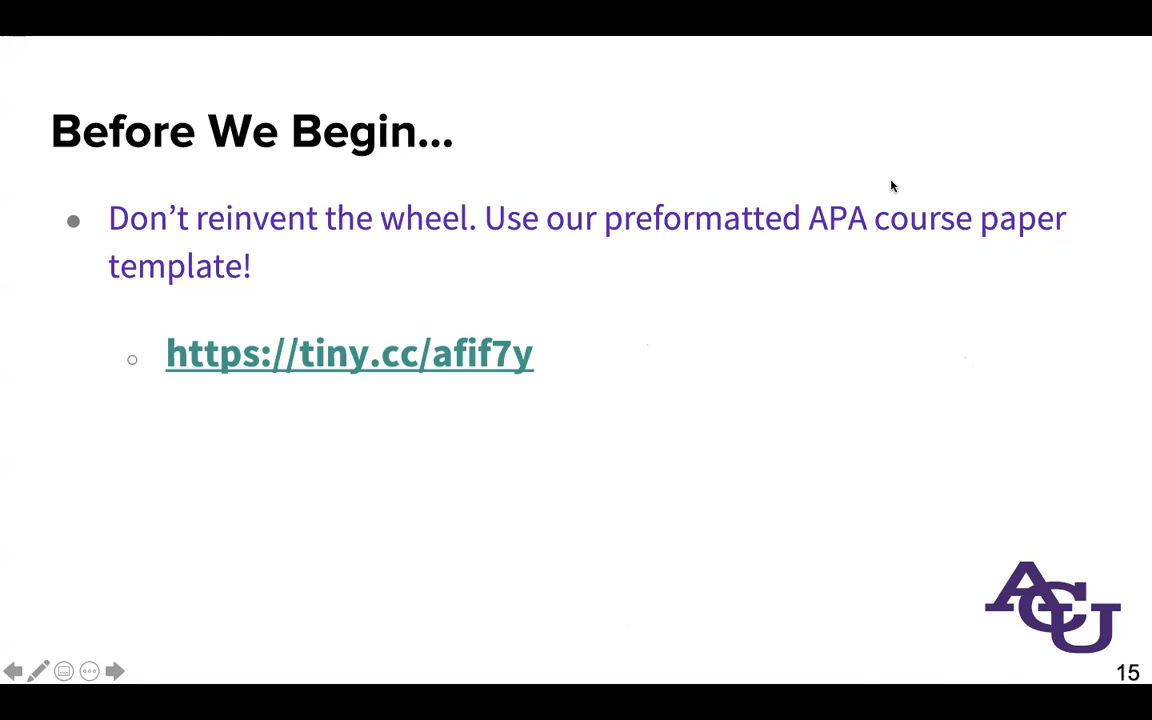 Before We Begin...
Don’t reinvent the wheel. Use our preformatted APA course paper
template!
https://tiny.cc/afif7y
ACU
15